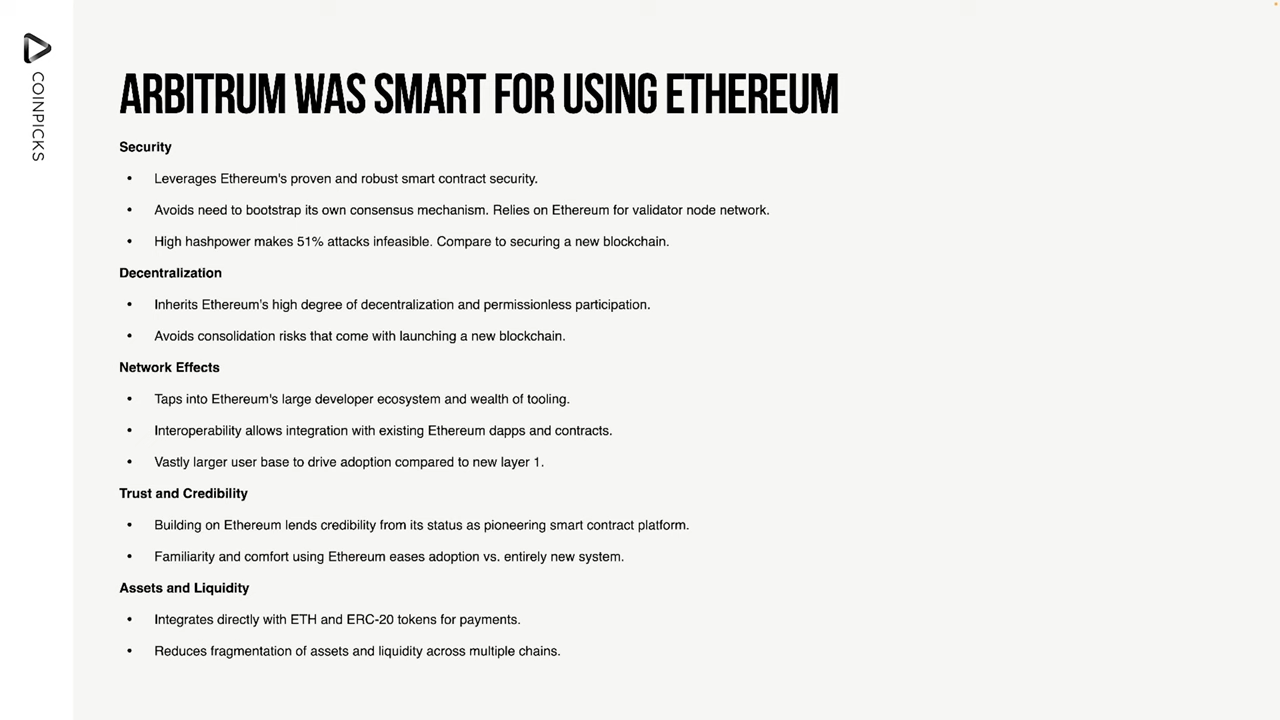 COINPICKS
ARBITRUM WAS SMART FOR USING ETHEREUM
Security
• Leverages Ethereum's proven and robust smart contract security.
• Avoids need to bootstrap its own consensus mechanism. Relies on Ethereum for validator node network.
• High hashpower makes 51% attacks infeasible. Compare to securing a new blockchain.
Decentralization
• Inherits Ethereum's high degree of decentralization and permissionless participation.
• Avoids consolidation risks that come with launching a new blockchain.
Network Effects
• Taps into Ethereum's large developer ecosystem and wealth of tooling.
• Interoperability allows integration with existing Ethereum dapps and contracts.
• Vastly larger user base to drive adoption compared to new layer 1.
Trust and Credibility
• Building on Ethereum lends credibility from its status as pioneering smart contract platform.
• Familiarity and comfort using Ethereum eases adoption vs. entirely new system.
Assets and Liquidity
• Integrates directly with ETH and ERC-20 tokens for payments.
• Reduces fragmentation of assets and liquidity across multiple chains.